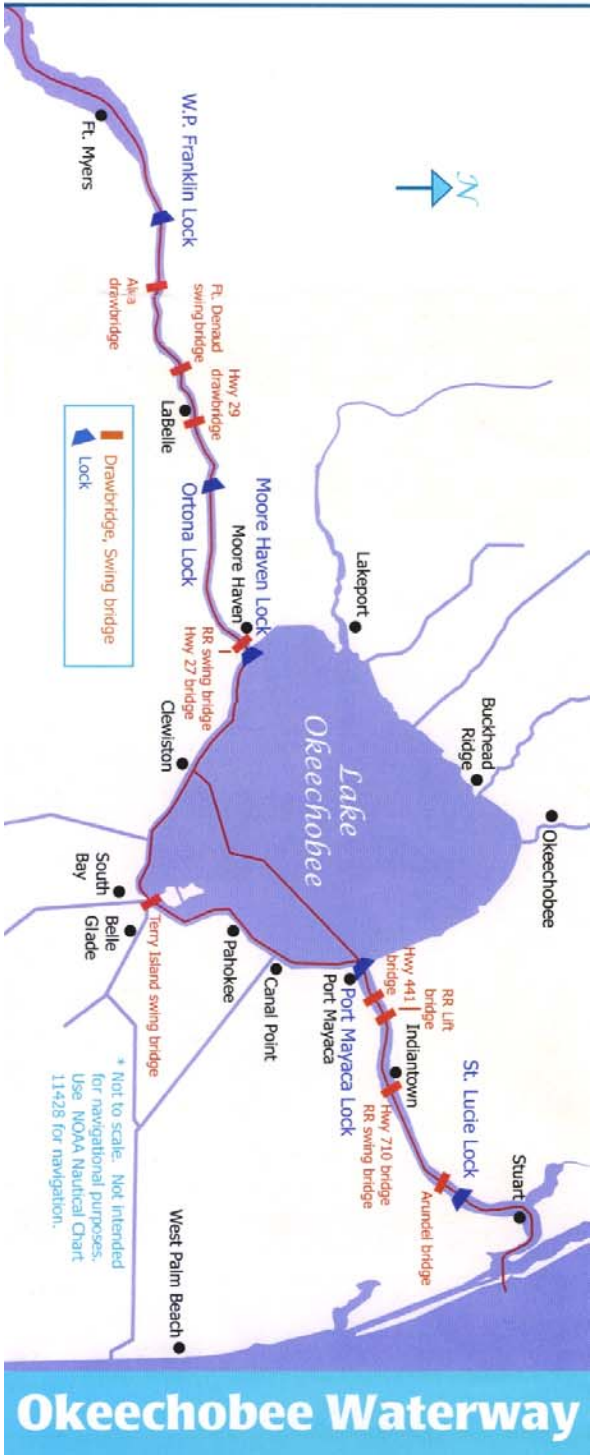 N
W.P. Franklin Lock
Ft. Myers
Alva
drawbridge
Ft. Denaud
swingbridge
Hwy 29
drawbridge
LaBelle
Ortona Lock
Moore Haven Lock
Moore Haven
RR swing bridge
Hwy 27 bridge
Drawbridge, Swing bridge
Lock
Clewiston
Lakeport
Buckhead
Ridge
Okeechobee
Lake
Okeechobee
South
Bay
Belle
Glade
Terry Island swing bridge
Pahokee
Canal Point
Port Mayaca
Port Mayaca Lock
Hwy 441
bridge
RR Lift
bridge
Indiantown
Hwy 710 bridge
RR swing bridge
St. Lucie Lock
Arundel bridge
Stuart
West Palm Beach
* Not to scale. Not intended
for navigational purposes.
Use NOAA Nautical Chart
11428 for navigation.
Okeechobee Waterway